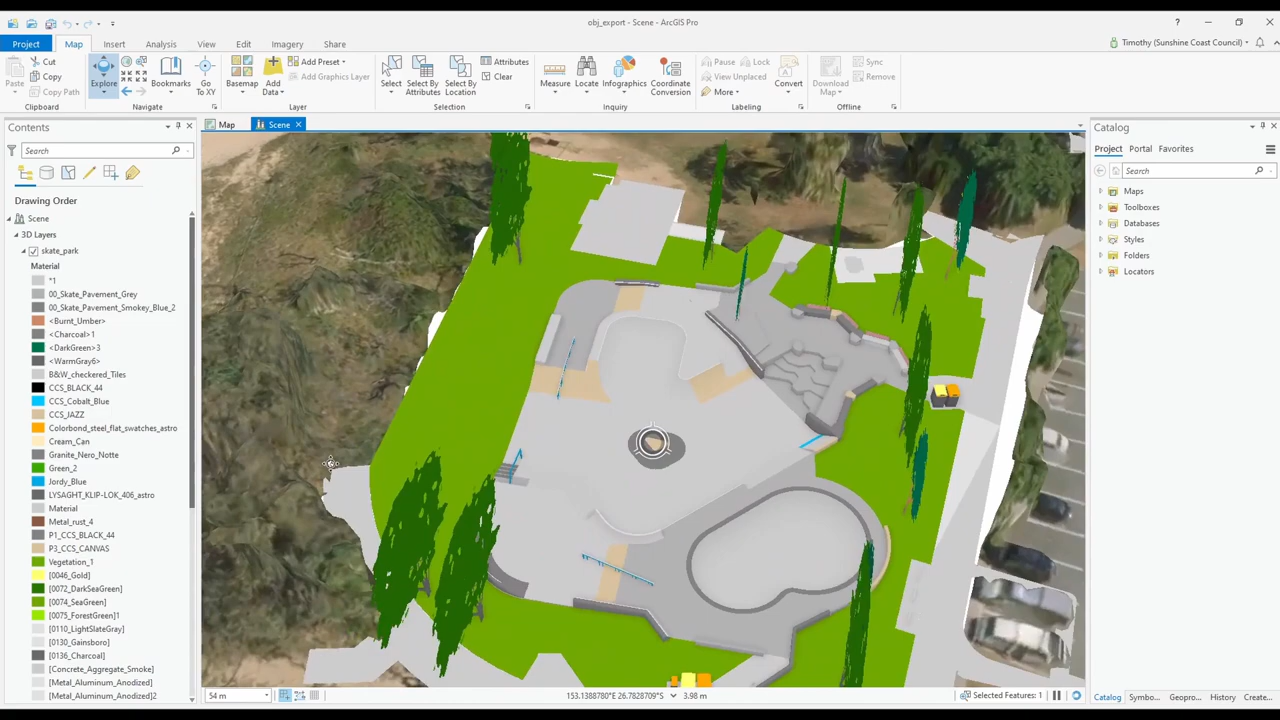 obj_export - Scene - ArcGIS Pro
?
Project Map Insert Analysis View Edit Imagery Share
Timothy (Sunshine Coast Council)
Paste
Cut
Copy
Copy Path
Clipboard
Explore
Bookmarks
Go To XY
Navigate
Basemap
Add Data
Add Preset
Add Graphics Layer
Layer
Select
Select By Attributes
Select By Location
Attributes
Clear
Selection
Measure
Locate
Infographics
Coordinate Conversion
Inquiry
Pause
Lock
View Unplaced
More
Convert
Labeling
Download Map
Sync
Remove
Offline
Contents
Search
Drawing Order
Scene
3D Layers
skate_park
Material
*1
00_Skate_Pavement_Grey
00_Skate_Pavement_Smokey_Blue_2
<Burnt_Umber>
<Charcoal>1
<DarkGreen>3
<WarmGray6>
B&W_checkered_Tiles
CCS_BLACK_44
CCS_Cobalt_Blue
CCS_JAZZ
Colorbond_steel_flat_swatches_astro
Cream_Can
Granite_Nero_Notte
Green_2
Jordy_Blue
LYSAGHT_KLIP-LOK_406_astro
Material
Metal_rust_4
P1_CCS_BLACK_44
P3_CCS_CANVAS
Vegetation_1
[0046_Gold]
[0072_DarkSeaGreen]
[0074_SeaGreen]
[0075_ForestGreen]1
[0110_LightSlateGray]
[0130_Gainsboro]
[0136_Charcoal]
[Concrete_Aggregate_Smoke]
[Metal_Aluminum_Anodized]
[Metal_Aluminum_Anodized]2
Map
Scene
54 m
153.1388780°E 26.7828709°S
3.98 m
Selected Features: 1
Catalog
Project Portal Favorites
Search
Maps
Toolboxes
Databases
Styles
Folders
Locators
Catalog Symbo... Geopro... History Create...